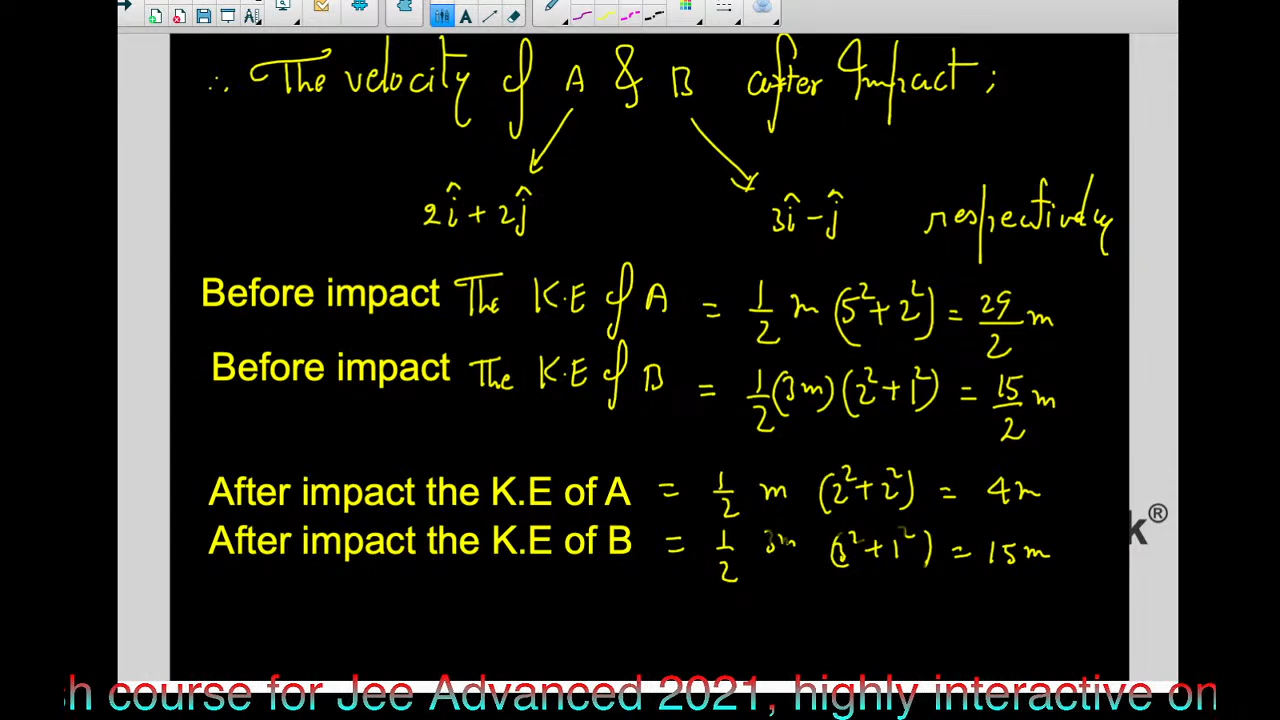 ∴ The velocity of A & B after Impact;
2î + 2ĵ 3î - ĵ respectively
Before impact The K.E of A = 1/2 m (5² + 2²) = 29/2 m
Before impact The K.E of B = 1/2 (3m) (2² + 1²) = 15/2 m
After impact the K.E of A = 1/2 m (2² + 2²) = 4m
After impact the K.E of B = 1/2 3m (3² + 1²) = 15m
k®
sh course for Jee Advanced 2021, highly interactive on